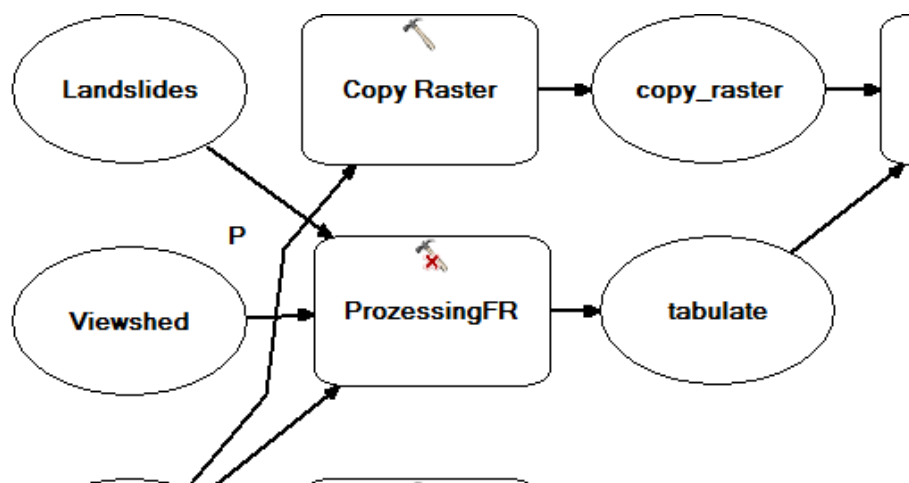 Landslides
Copy Raster
copy_raster
P
Viewshed
ProzessingFR
tabulate